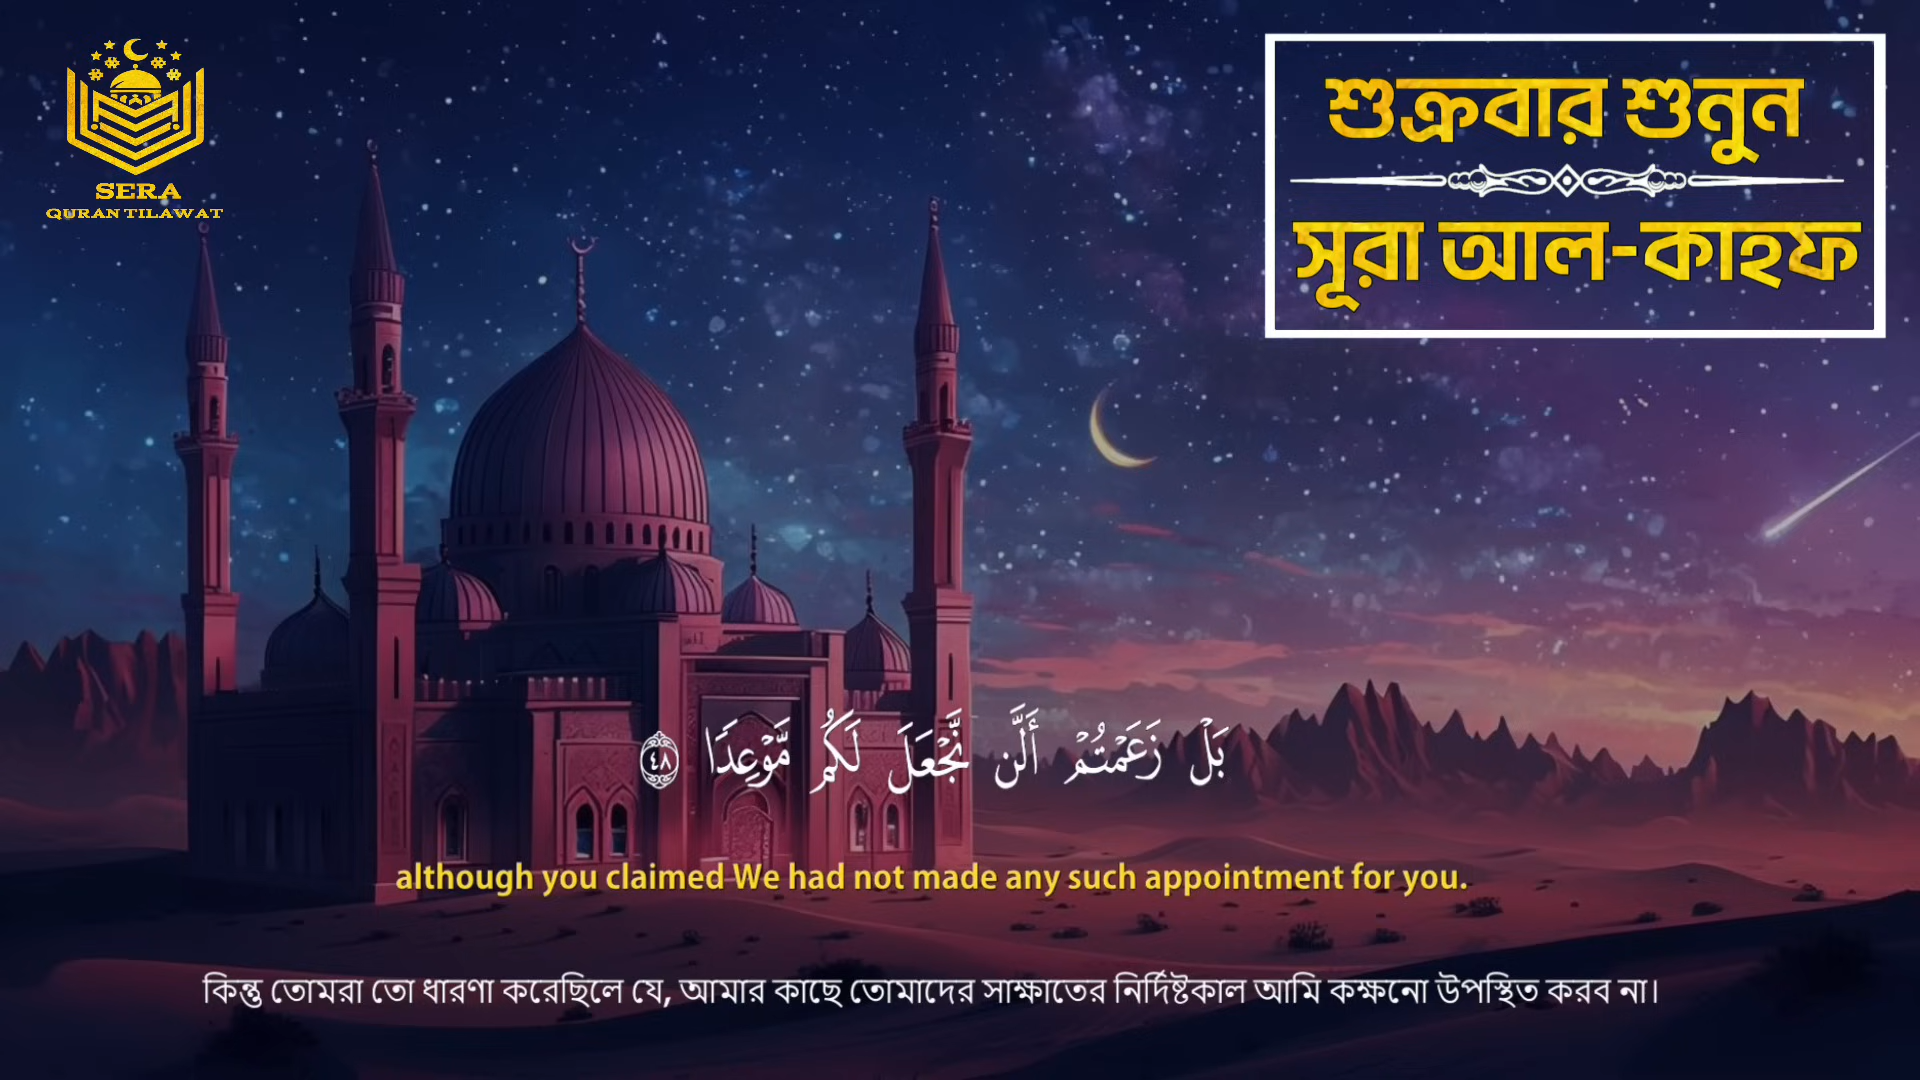 SERA
QURAN TILAWAT
শুক্রবার শুনুন
সূরা আল-কাহফ
بَلْ زَعَمْتُمْ أَلَّن نَّجْعَلَ لَكُم مَّوْعِدًا ٤٨
although you claimed We had not made any such appointment for you.
কিন্তু তোমরা তো ধারণা করেছিলে যে, আমার কাছে তোমাদের সাক্ষাতের নির্দিষ্টকাল আমি কক্ষনো উপস্থিত করব না।